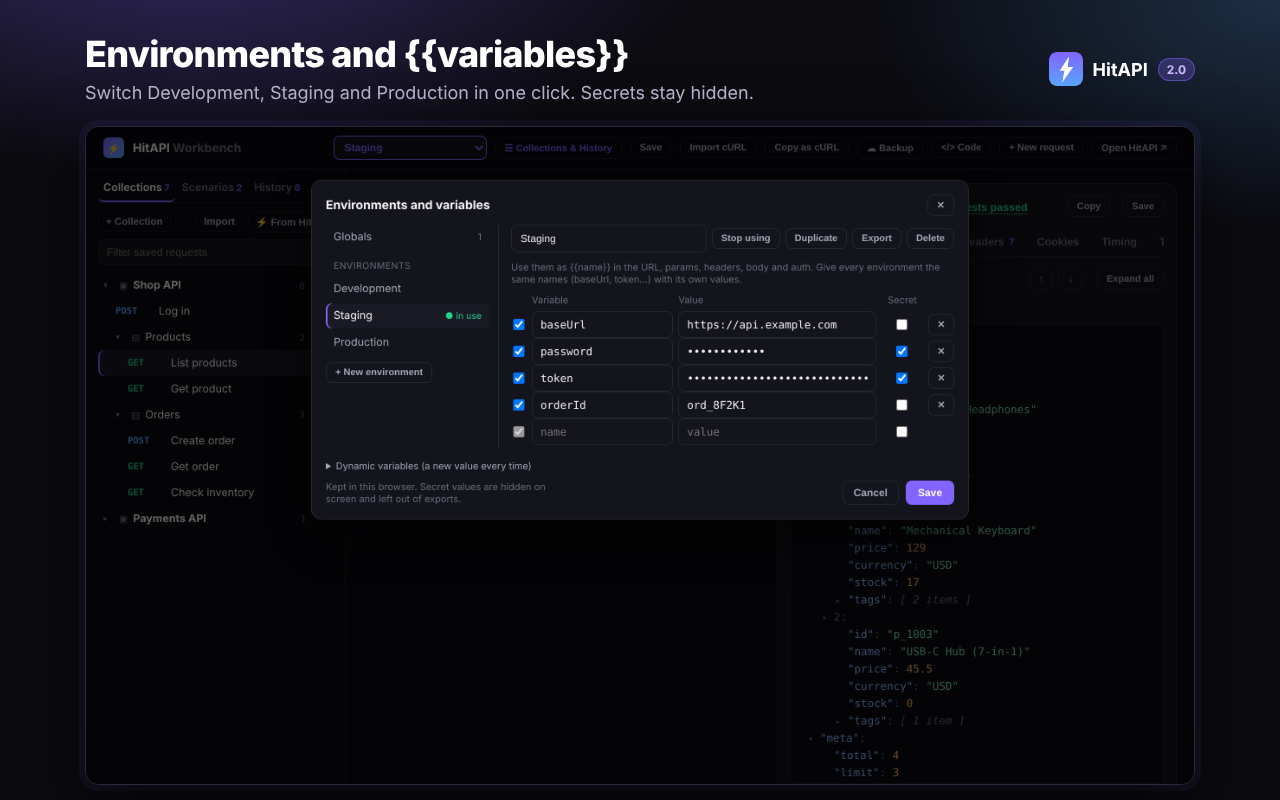 Environments and {{variables}}
Switch Development, Staging and Production in one click. Secrets stay hidden.
HitAPI 2.0
HitAPI Workbench
Staging
Collections & History
Save
Import cURL
Copy as cURL
Backup
</> Code
+ New request
Open HitAPI ↗
Collections 7
Scenarios 2
History 6
+ Collection
Import
From Hit
Filter saved requests
Shop API 6
POST Log in
Products 2
GET List products
GET Get product
Orders 3
POST Create order
GET Get order
GET Check inventory
Payments API 1
Environments and variables
×
Globals 1
ENVIRONMENTS
Development
Staging in use
Production
+ New environment
Staging
Stop using
Duplicate
Export
Delete
Use them as {{name}} in the URL, params, headers, body and auth. Give every environment the
same names (baseUrl, token...) with its own values.
Variable Value Secret
baseUrl https://api.example.com ×
password •••••••••••• ×
token ••••••••••••••••••••••••••• ×
orderId ord_8F2K1 ×
name value
Dynamic variables (a new value every time)
Kept in this browser. Secret values are hidden on
screen and left out of exports.
Cancel
Save
ests passed
Copy
Save
eaders 7
Cookies
Timing
↑
↓
Expand all
eadphones"
"name": "Mechanical Keyboard"
"price": 129
"currency": "USD"
"stock": 17
"tags": [ 2 items ]
2:
"id": "p_1003"
"name": "USB-C Hub (7-in-1)"
"price": 45.5
"currency": "USD"
"stock": 0
"tags": [ 1 item ]
"meta":
"total": 4
"limit": 3